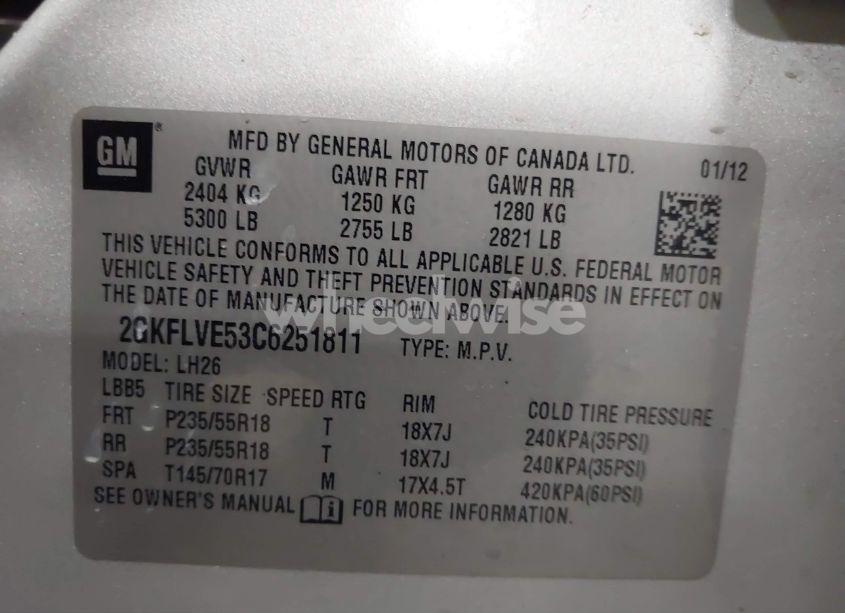 GM ®
MFD BY GENERAL MOTORS OF CANADA LTD. 01/12
GVWR GAWR FRT GAWR RR
2404 KG 1250 KG 1280 KG
5300 LB 2755 LB 2821 LB
THIS VEHICLE CONFORMS TO ALL APPLICABLE U.S. FEDERAL MOTOR
VEHICLE SAFETY AND THEFT PREVENTION STANDARDS IN EFFECT ON
THE DATE OF MANUFACTURE SHOWN ABOVE.
wheelwise
2GKFLVE53C6251811 TYPE: M.P.V.
MODEL: LH26
LBB5 TIRE SIZE SPEED RTG RIM COLD TIRE PRESSURE
FRT P235/55R18 T 18X7J 240KPA(35PSI)
RR P235/55R18 T 18X7J 240KPA(35PSI)
SPA T145/70R17 M 17X4.5T 420KPA(60PSI)
SEE OWNER'S MANUAL i FOR MORE INFORMATION.